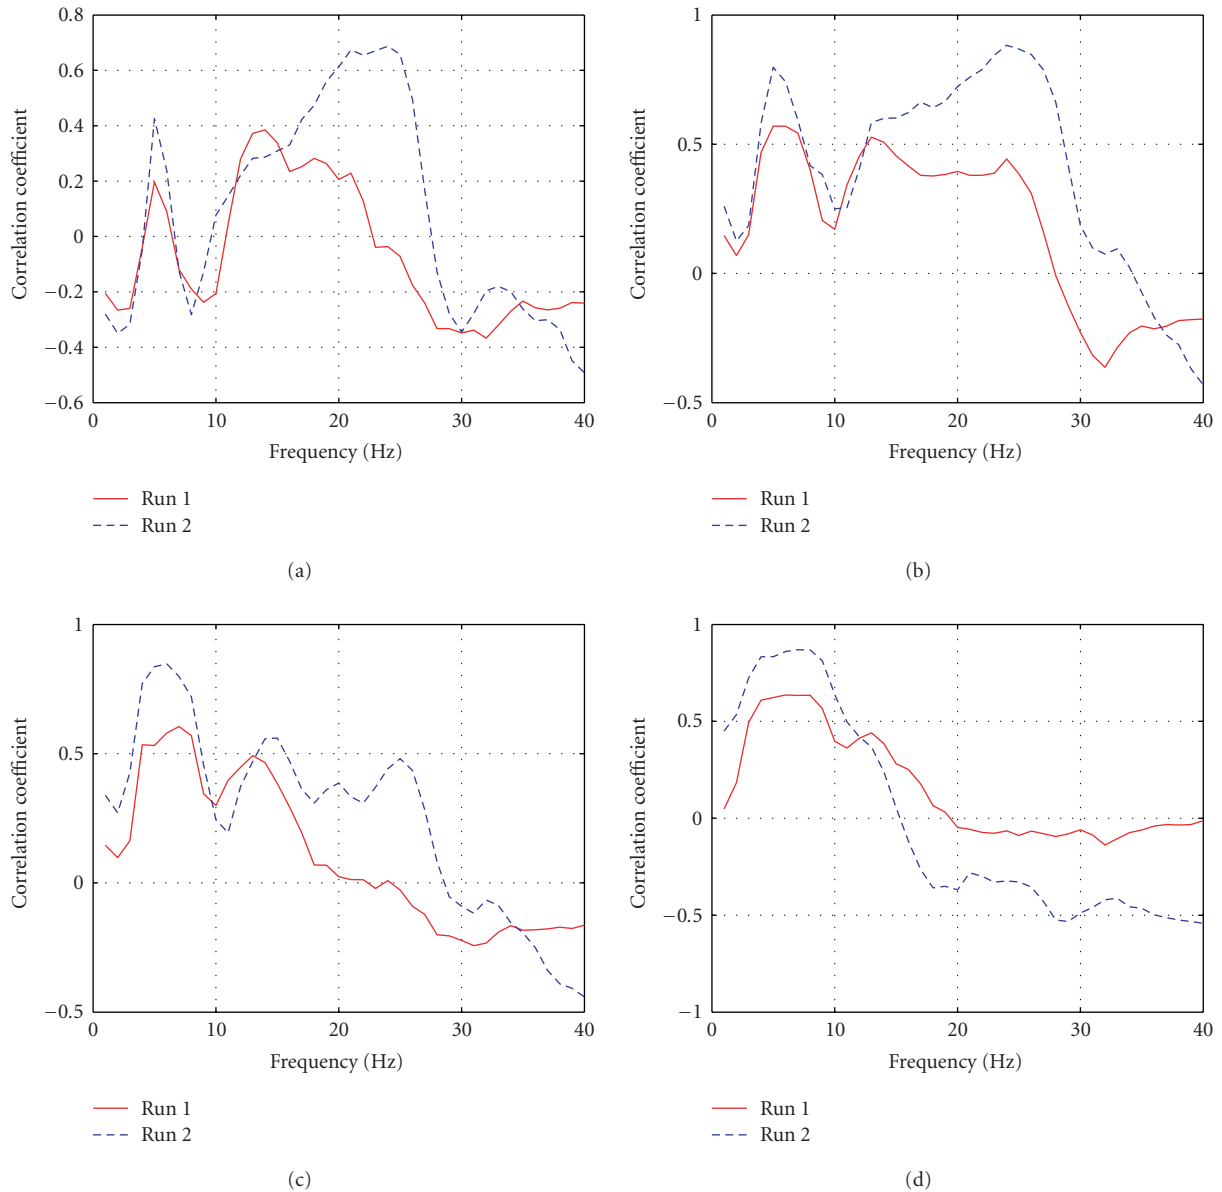 0.8
0.6
0.4
0.2
0
−0.2
−0.4
−0.6
Correlation coefficient
0 10 20 30 40
Frequency (Hz)
Run 1
Run 2
(a)
1
0.5
0
−0.5
Correlation coefficient
0 10 20 30 40
Frequency (Hz)
Run 1
Run 2
(b)
1
0.5
0
−0.5
Correlation coefficient
0 10 20 30 40
Frequency (Hz)
Run 1
Run 2
(c)
1
0.5
0
−0.5
−1
Correlation coefficient
0 10 20 30 40
Frequency (Hz)
Run 1
Run 2
(d)